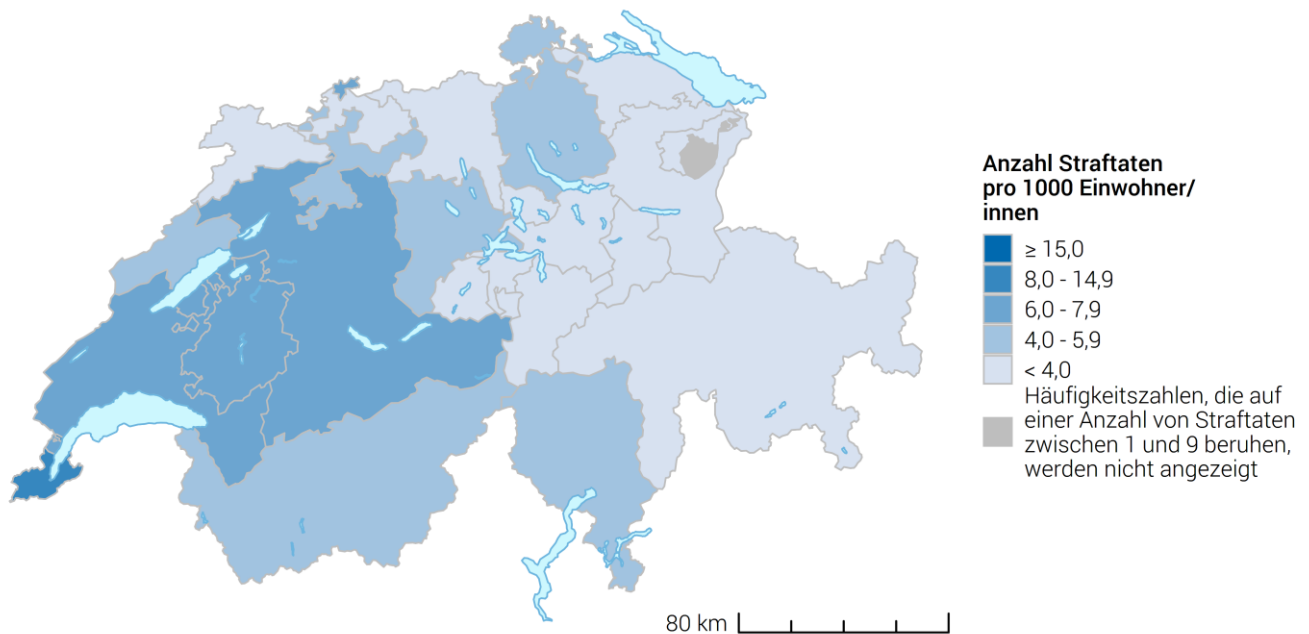 Anzahl Straftaten
pro 1000 Einwohner/
innen
≥ 15,0
8,0 - 14,9
6,0 - 7,9
4,0 - 5,9
< 4,0
Häufigkeitszahlen, die auf
einer Anzahl von Straftaten
zwischen 1 und 9 beruhen,
werden nicht angezeigt
80 km